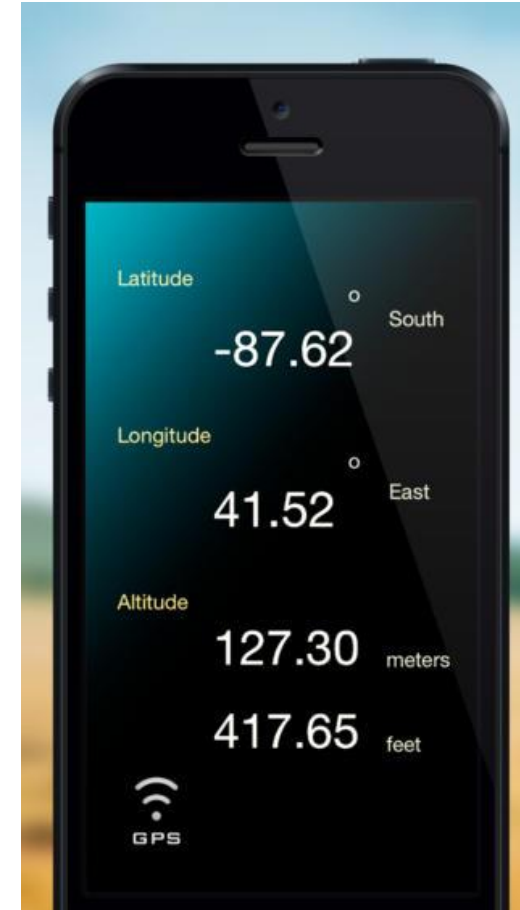 Latitude
-87.62° South
Longitude
41.52° East
Altitude
127.30 meters
417.65 feet
GPS